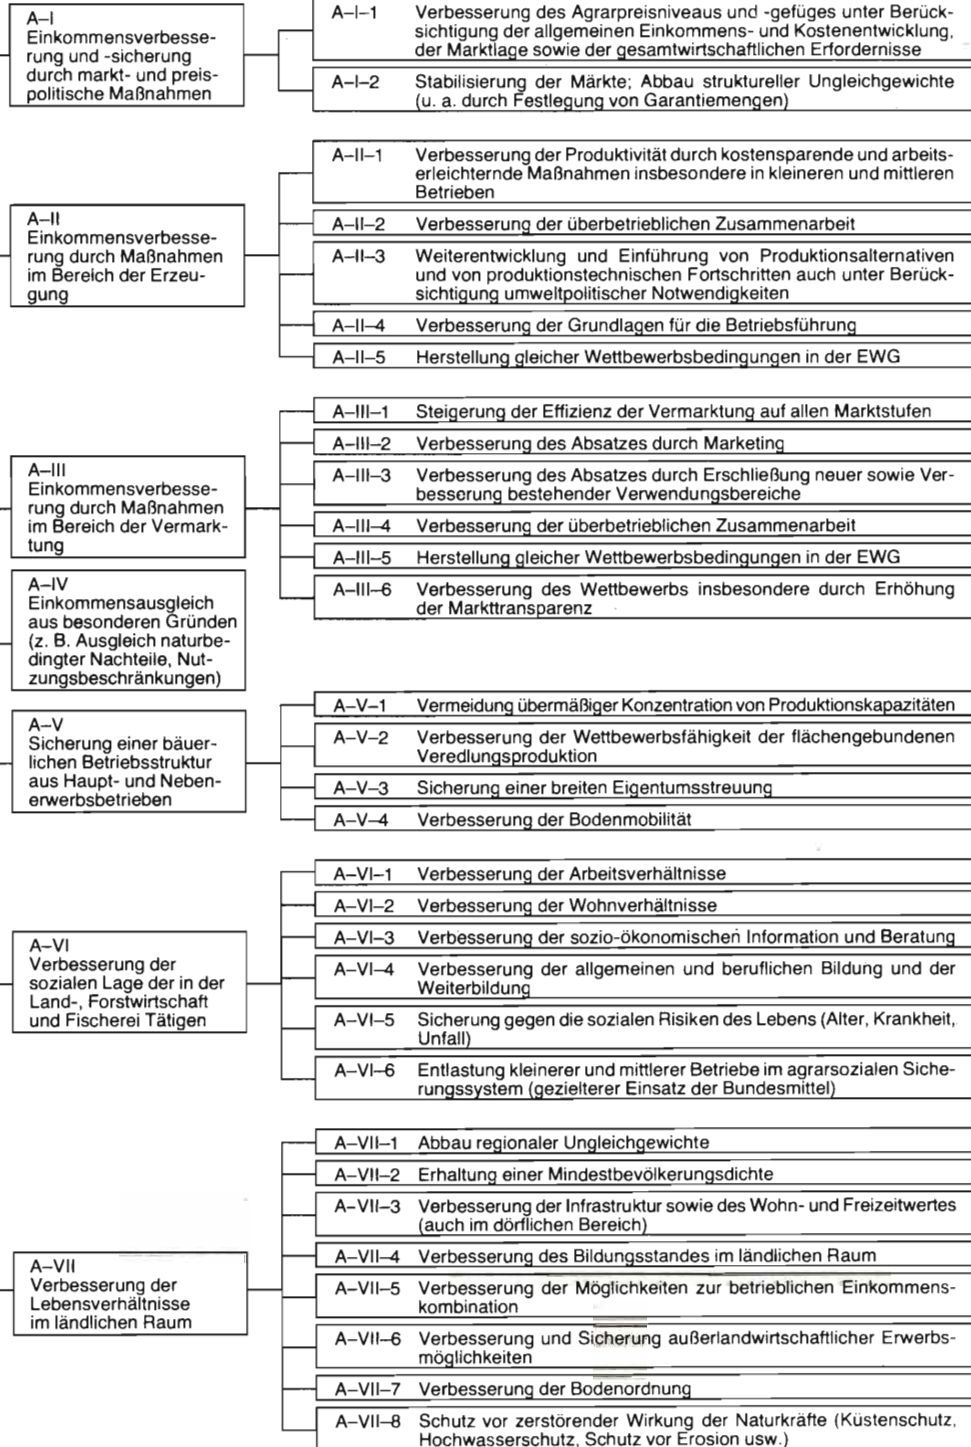 A–I
Einkommensverbesse-
rung und -sicherung
durch markt- und preis-
politische Maßnahmen
A–I–1 Verbesserung des Agrarpreisniveaus und -gefüges unter Berück-
sichtigung der allgemeinen Einkommens- und Kostenentwicklung,
der Marktlage sowie der gesamtwirtschaftlichen Erfordernisse
A–I–2 Stabilisierung der Märkte; Abbau struktureller Ungleichgewichte
(u. a. durch Festlegung von Garantiemengen)
A–II
Einkommensverbesse-
rung durch Maßnahmen
im Bereich der Erzeu-
gung
A–II–1 Verbesserung der Produktivität durch kostensparende und arbeits-
erleichternde Maßnahmen insbesondere in kleineren und mittleren
Betrieben
A–II–2 Verbesserung der überbetrieblichen Zusammenarbeit
A–II–3 Weiterentwicklung und Einführung von Produktionsalternativen
und von produktionstechnischen Fortschritten auch unter Berück-
sichtigung umweltpolitischer Notwendigkeiten
A–II–4 Verbesserung der Grundlagen für die Betriebsführung
A–II–5 Herstellung gleicher Wettbewerbsbedingungen in der EWG
A–III
Einkommensverbesse-
rung durch Maßnahmen
im Bereich der Vermark-
tung
A–III–1 Steigerung der Effizienz der Vermarktung auf allen Marktstufen
A–III–2 Verbesserung des Absatzes durch Marketing
A–III–3 Verbesserung des Absatzes durch Erschließung neuer sowie Ver-
besserung bestehender Verwendungsbereiche
A–III–4 Verbesserung der überbetrieblichen Zusammenarbeit
A–III–5 Herstellung gleicher Wettbewerbsbedingungen in der EWG
A–III–6 Verbesserung des Wettbewerbs insbesondere durch Erhöhung
der Markttransparenz
A–IV
Einkommensausgleich
aus besonderen Gründen
(z. B. Ausgleich naturbe-
dingter Nachteile, Nut-
zungsbeschränkungen)
A–V
Sicherung einer bäuer-
lichen Betriebsstruktur
aus Haupt- und Neben-
erwerbsbetrieben
A–V–1 Vermeidung übermäßiger Konzentration von Produktionskapazitäten
A–V–2 Verbesserung der Wettbewerbsfähigkeit der flächengebundenen
Veredlungsproduktion
A–V–3 Sicherung einer breiten Eigentumsstreuung
A–V–4 Verbesserung der Bodenmobilität
A–VI
Verbesserung der
sozialen Lage der in der
Land-, Forstwirtschaft
und Fischerei Tätigen
A–VI–1 Verbesserung der Arbeitsverhältnisse
A–VI–2 Verbesserung der Wohnverhältnisse
A–VI–3 Verbesserung der sozio-ökonomischen Information und Beratung
A–VI–4 Verbesserung der allgemeinen und beruflichen Bildung und der
Weiterbildung
A–VI–5 Sicherung gegen die sozialen Risiken des Lebens (Alter, Krankheit,
Unfall)
A–VI–6 Entlastung kleinerer und mittlerer Betriebe im agrarsozialen Siche-
rungssystem (gezielterer Einsatz der Bundesmittel)
A–VII
Verbesserung der
Lebensverhältnisse
im ländlichen Raum
A–VII–1 Abbau regionaler Ungleichgewichte
A–VII–2 Erhaltung einer Mindestbevölkerungsdichte
A–VII–3 Verbesserung der Infrastruktur sowie des Wohn- und Freizeitwertes
(auch im dörflichen Bereich)
A–VII–4 Verbesserung des Bildungsstandes im ländlichen Raum
A–VII–5 Verbesserung der Möglichkeiten zur betrieblichen Einkommens-
kombination
A–VII–6 Verbesserung und Sicherung außerlandwirtschaftlicher Erwerbs-
möglichkeiten
A–VII–7 Verbesserung der Bodenordnung
A–VII–8 Schutz vor zerstörender Wirkung der Naturkräfte (Küstenschutz,
Hochwasserschutz, Schutz vor Erosion usw.)